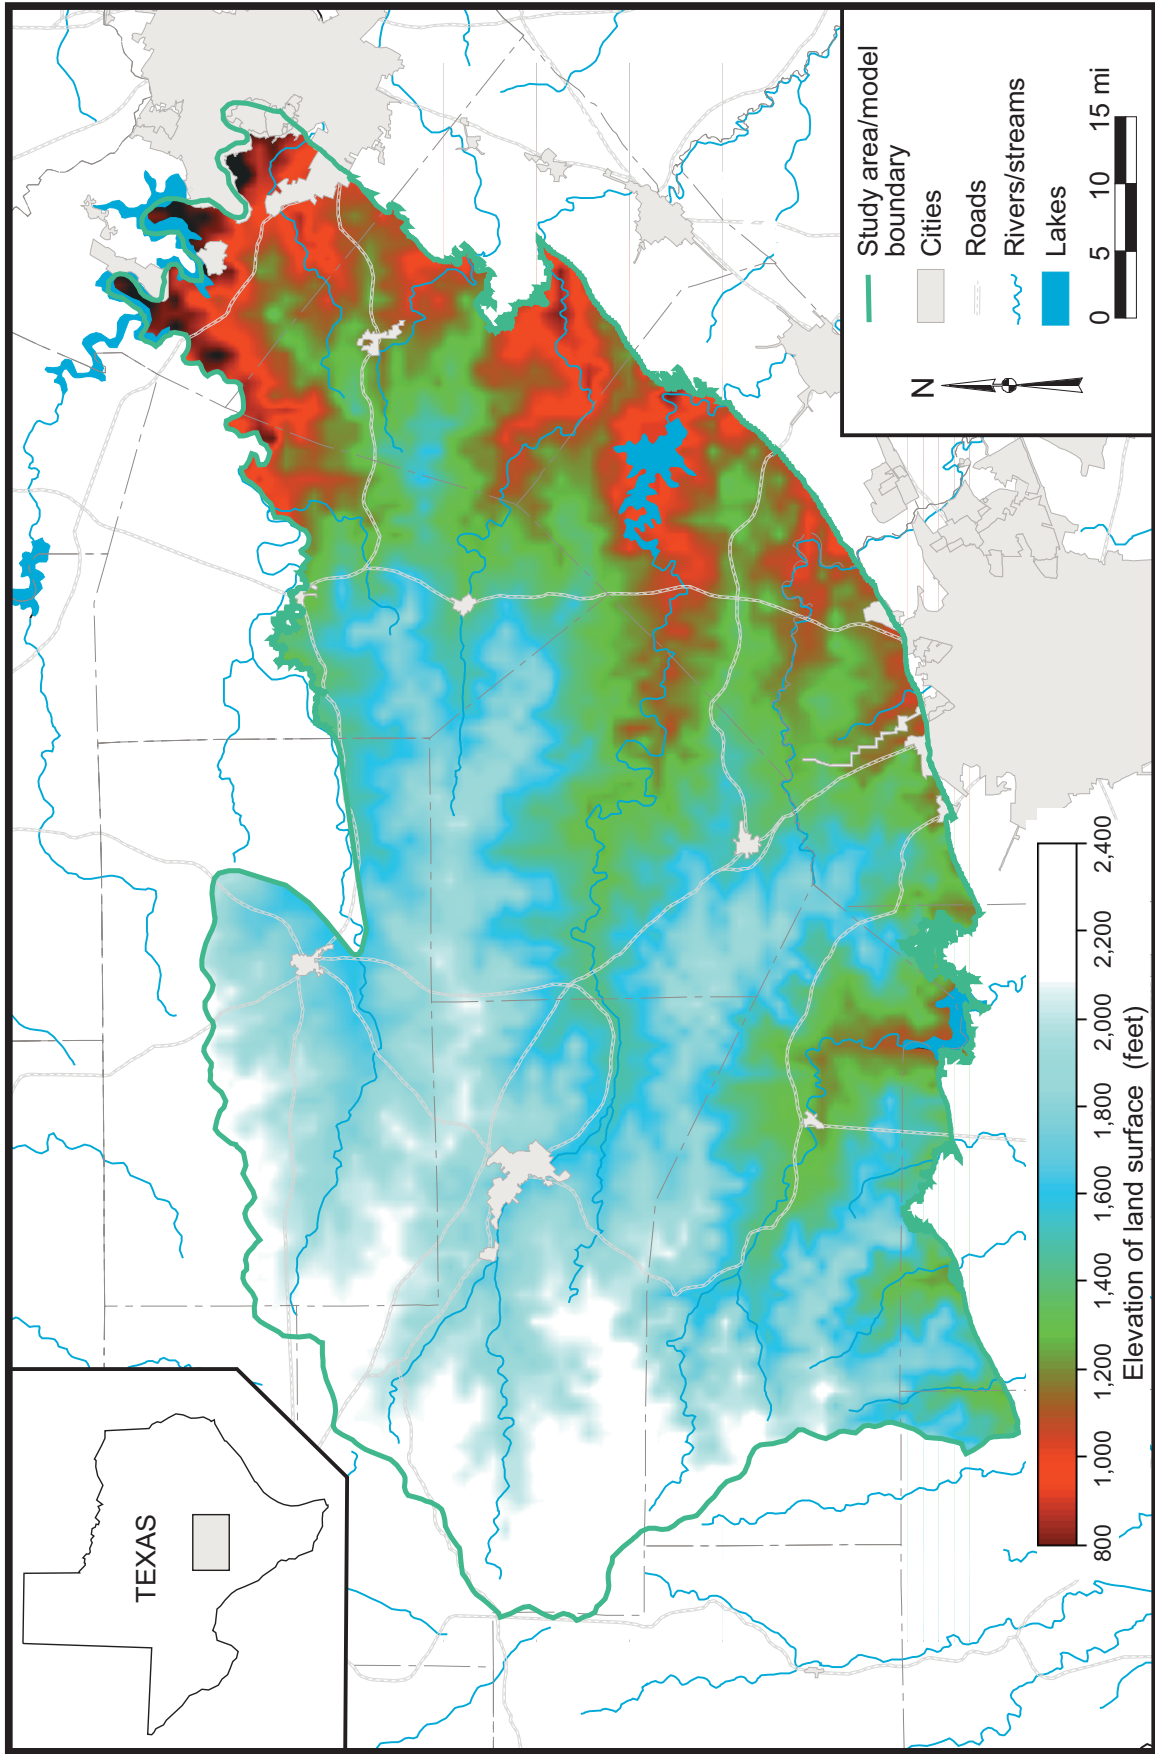 TEXAS
Study area/model
boundary
Cities
Roads
Rivers/streams
Lakes
N
0 5 10 15 mi
800 1,000 1,200 1,400 1,600 1,800 2,000 2,200 2,400
Elevation of land surface (feet)